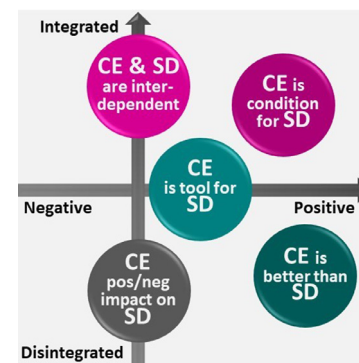 Integrated
CE & SD
are inter-
dependent
CE is
condition
for SD
CE
is tool for
SD
Negative
Positive
CE
pos/neg
impact on
SD
CE is
better than
SD
Disintegrated